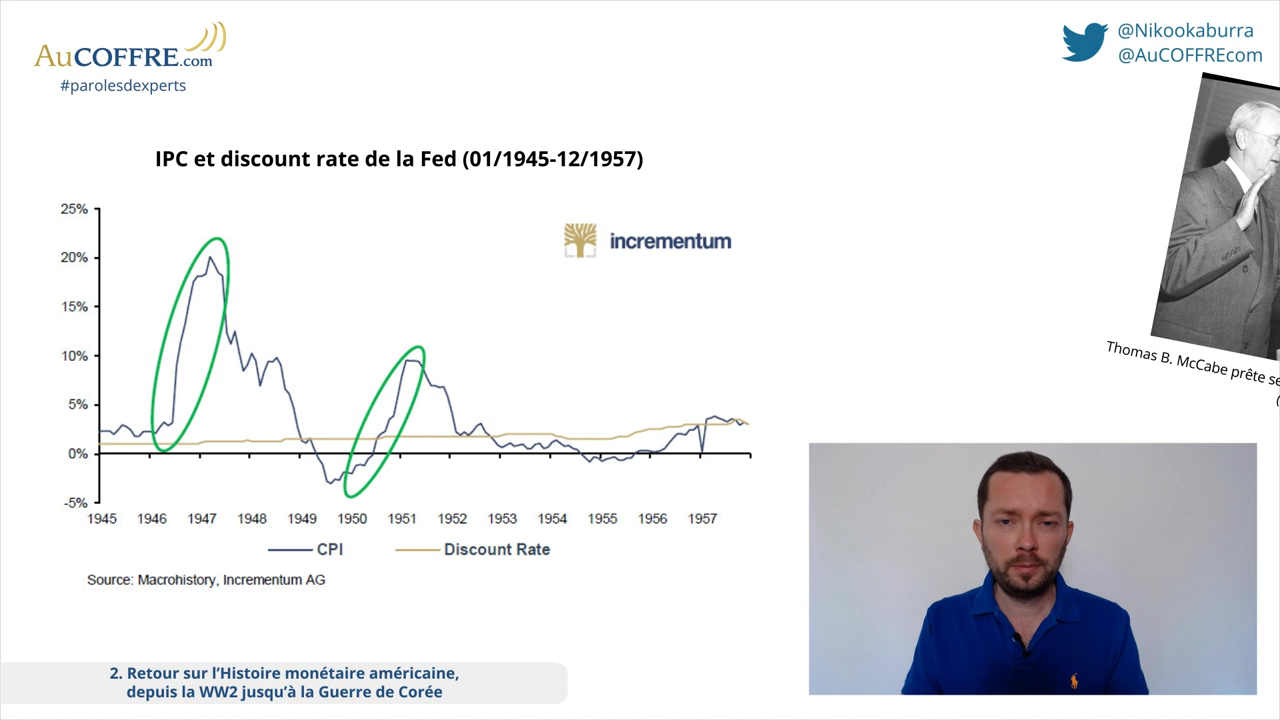 AuCOFFRE.com
#parolesdexperts
@Nikookaburra
@AuCOFFREcom
IPC et discount rate de la Fed (01/1945-12/1957)
incrementum
25%
20%
15%
10%
5%
0%
-5%
1945 1946 1947 1948 1949 1950 1951 1952 1953 1954 1955 1956 1957
CPI Discount Rate
Source: Macrohistory, Incrementum AG
Thomas B. McCabe prête se
(
2. Retour sur l'Histoire monétaire américaine,
depuis la WW2 jusqu'à la Guerre de Corée